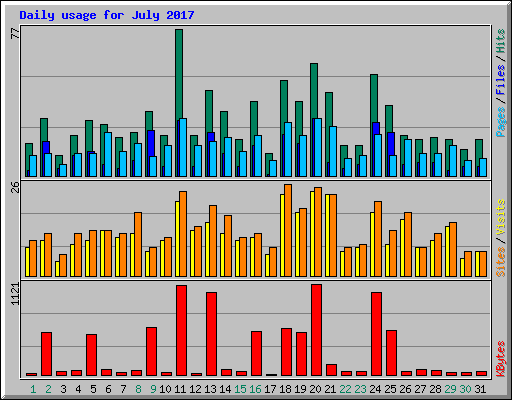 Daily usage for July 2017
77
Pages / Files / Hits
26
Sites / Visits
1121
KBytes
1 2 3 4 5 6 7 8 9 10 11 12 13 14 15 16 17 18 19 20 21 22 23 24 25 26 27 28 29 30 31